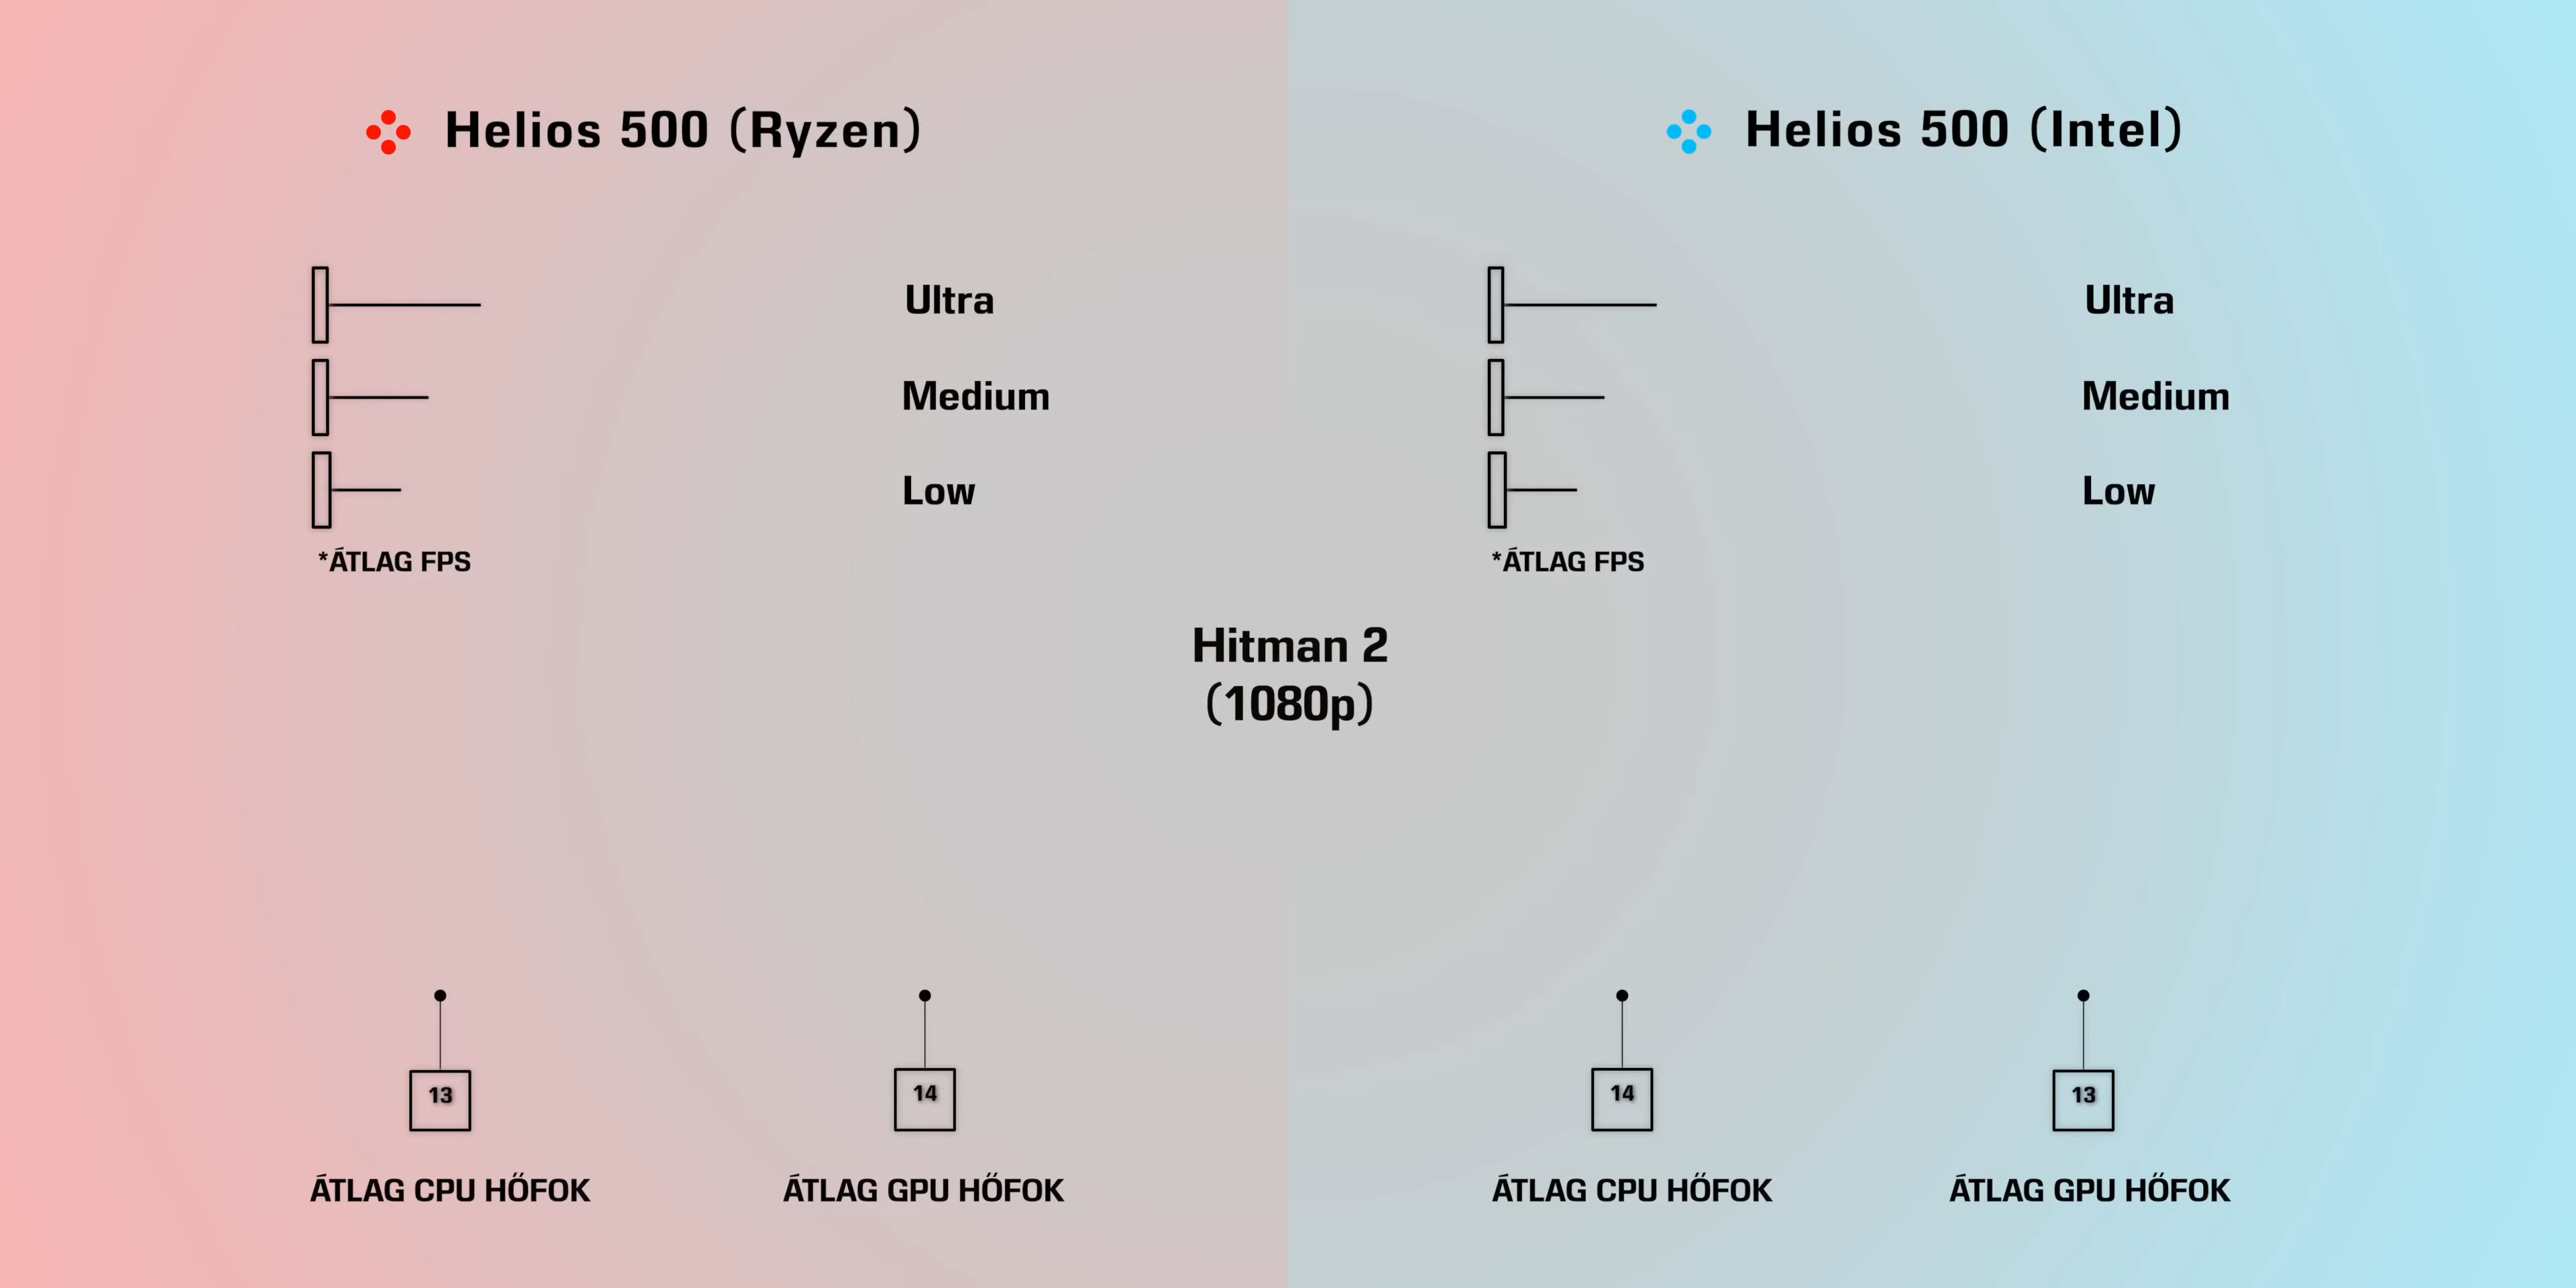 Helios 500 (Ryzen)
Ultra
Medium
Low
*ÁTLAG FPS
Helios 500 (Intel)
Ultra
Medium
Low
*ÁTLAG FPS
Hitman 2
(1080p)
13
14
ÁTLAG CPU HŐFOK
ÁTLAG GPU HŐFOK
14
13
ÁTLAG CPU HŐFOK
ÁTLAG GPU HŐFOK